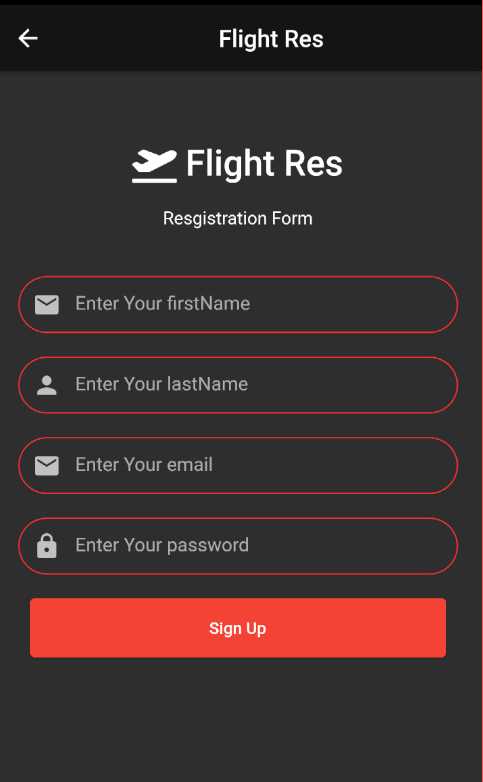 Flight Res
Flight Res
Resgistration Form
Enter Your firstName
Enter Your lastName
Enter Your email
Enter Your password
Sign Up